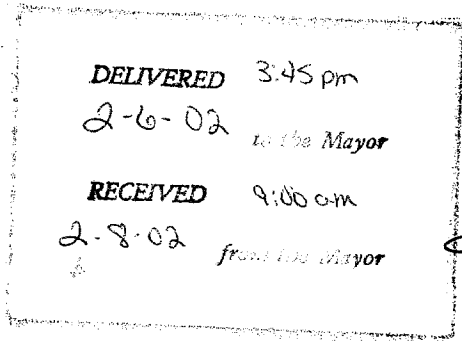 DELIVERED 3:45 pm
2-6-02
to the Mayor
RECEIVED 9:00 am
2-8-02
from the Mayor